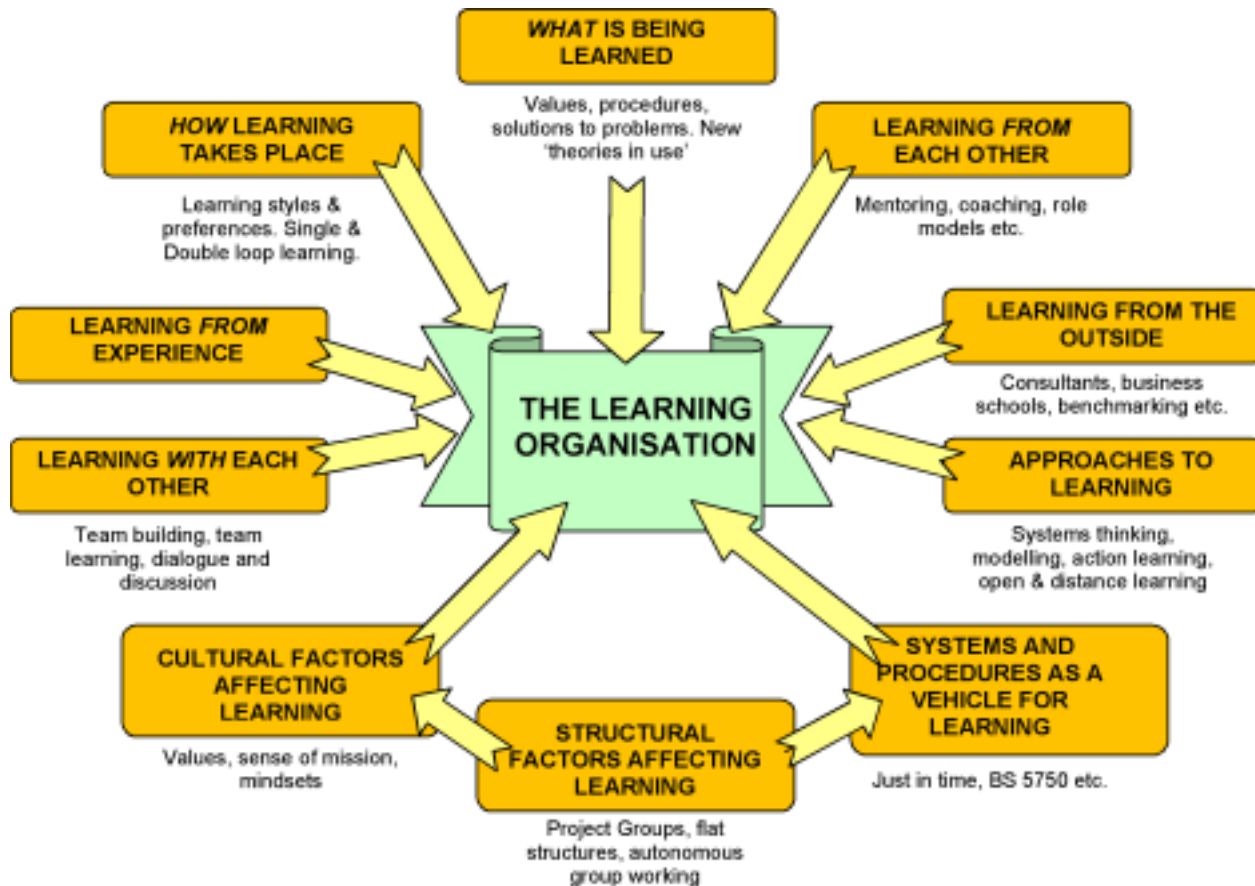 WHAT IS BEING
LEARNED
Values, procedures,
solutions to problems. New
‘theories in use’
HOW LEARNING
TAKES PLACE
Learning styles &
preferences. Single &
Double loop learning.
LEARNING FROM
EACH OTHER
Mentoring, coaching, role
models etc.
LEARNING FROM
EXPERIENCE
LEARNING FROM THE
OUTSIDE
Consultants, business
schools, benchmarking etc.
THE LEARNING
ORGANISATION
LEARNING WITH EACH
OTHER
Team building, team
learning, dialogue and
discussion
APPROACHES TO
LEARNING
Systems thinking,
modelling, action learning,
open & distance learning
CULTURAL FACTORS
AFFECTING
LEARNING
Values, sense of mission,
mindsets
STRUCTURAL
FACTORS AFFECTING
LEARNING
Project Groups, flat
structures, autonomous
group working
SYSTEMS AND
PROCEDURES AS A
VEHICLE FOR
LEARNING
Just in time, BS 5750 etc.